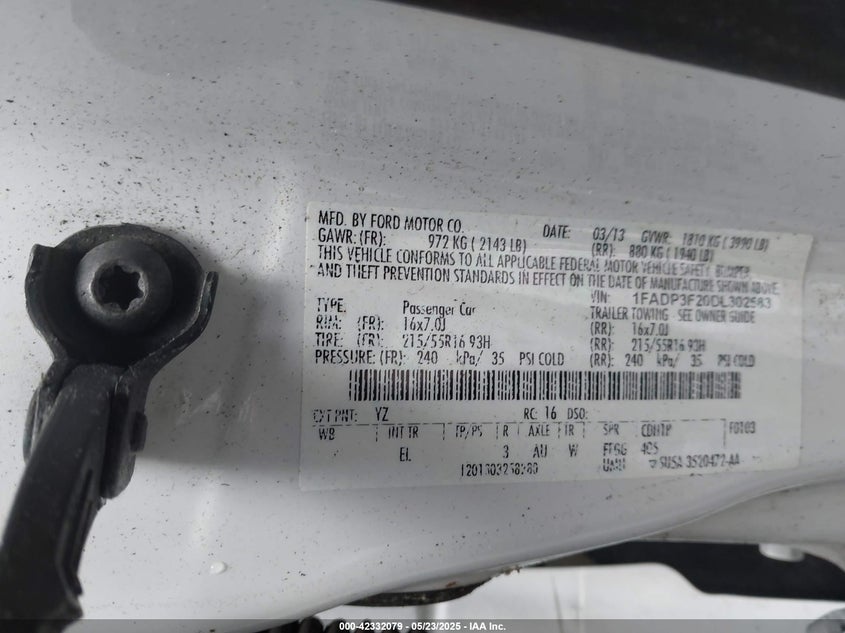 MFD. BY FORD MOTOR CO. DATE: 03/13 GVWR: 1810 KG ( 3990 LB)
GAWR: (FR): 972 KG ( 2143 LB) (RR): 880 KG ( 1940 LB)
THIS VEHICLE CONFORMS TO ALL APPLICABLE FEDERAL MOTOR VEHICLE SAFETY, BUMPER,
AND THEFT PREVENTION STANDARDS IN EFFECT ON THE DATE OF MANUFACTURE SHOWN ABOVE.
VIN: 1FADP3F20DL302583
TYPE: Passenger Car TRAILER TOWING - SEE OWNER GUIDE
RIM: (FR): 16x7.0J (RR): 16x7.0J
TIRE: (FR): 215/55R16 93H (RR): 215/55R16 93H
PRESSURE: (FR): 240 kPa/ 35 PSI COLD (RR): 240 kPa/ 35 PSI COLD
EXT PNT: YZ RC: 16 DSO:
WB INT TR TP/PS R AXLE TR SPR
EL 3 AU W
000-42332079 — 05/23/2025 — IAA Inc.